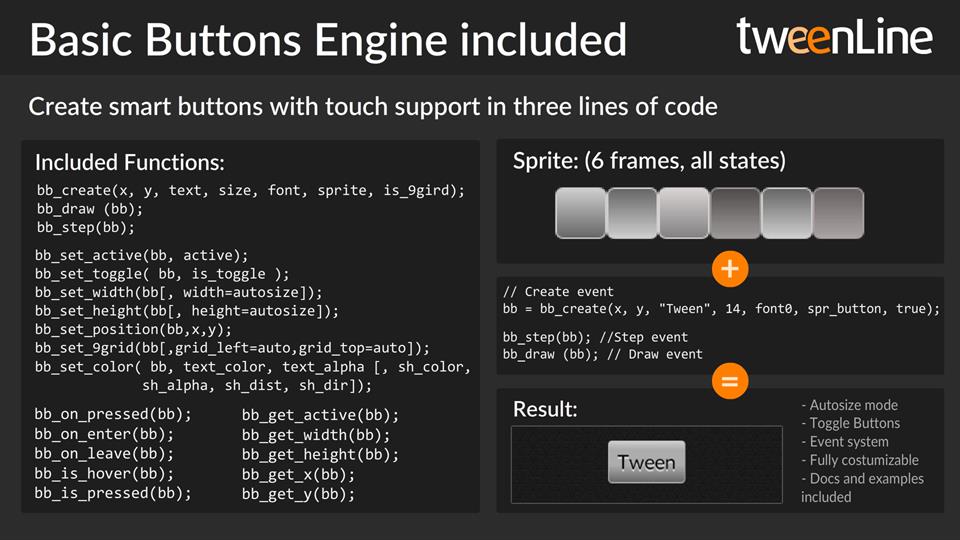 Basic Buttons Engine included
tweenLine
Create smart buttons with touch support in three lines of code
Included Functions:
bb_create(x, y, text, size, font, sprite, is_9gird);
bb_draw (bb);
bb_step(bb);
bb_set_active(bb, active);
bb_set_toggle( bb, is_toggle );
bb_set_width(bb[, width=autosize]);
bb_set_height(bb[, height=autosize]);
bb_set_position(bb,x,y);
bb_set_9grid(bb[,grid_left=auto,grid_top=auto]);
bb_set_color( bb, text_color, text_alpha [, sh_color,
sh_alpha, sh_dist, sh_dir]);
bb_on_pressed(bb);
bb_on_enter(bb);
bb_on_leave(bb);
bb_is_hover(bb);
bb_is_pressed(bb);
bb_get_active(bb);
bb_get_width(bb);
bb_get_height(bb);
bb_get_x(bb);
bb_get_y(bb);
Sprite: (6 frames, all states)
+
// Create event
bb = bb_create(x, y, "Tween", 14, font0, spr_button, true);
bb_step(bb); //Step event
bb_draw (bb); // Draw event
=
Result:
Tween
- Autosize mode
- Toggle Buttons
- Event system
- Fully costumizable
- Docs and examples
included